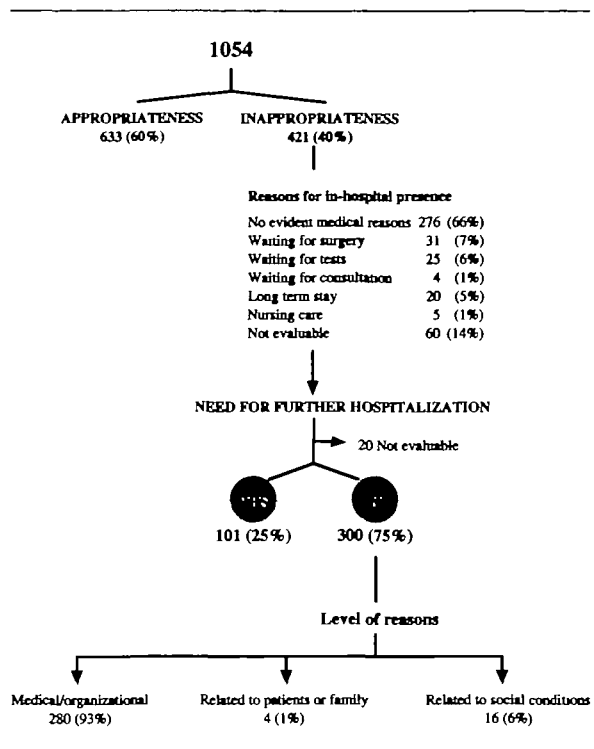 1054
APPROPRIATENESS
633 (60%)
INAPPROPRIATENESS
421 (40%)
Reasons for in-hospital presence
No evident medical reasons 276 (66%)
Waiting for surgery 31 (7%)
Waiting for tests 25 (6%)
Waiting for consultation 4 (1%)
Long term stay 20 (5%)
Nursing care 5 (1%)
Not evaluable 60 (14%)
NEED FOR FURTHER HOSPITALIZATION
20 Not evaluable
101 (25%)
300 (75%)
Level of reasons
Medical/organizational
280 (93%)
Related to patients or family
4 (1%)
Related to social conditions
16 (6%)